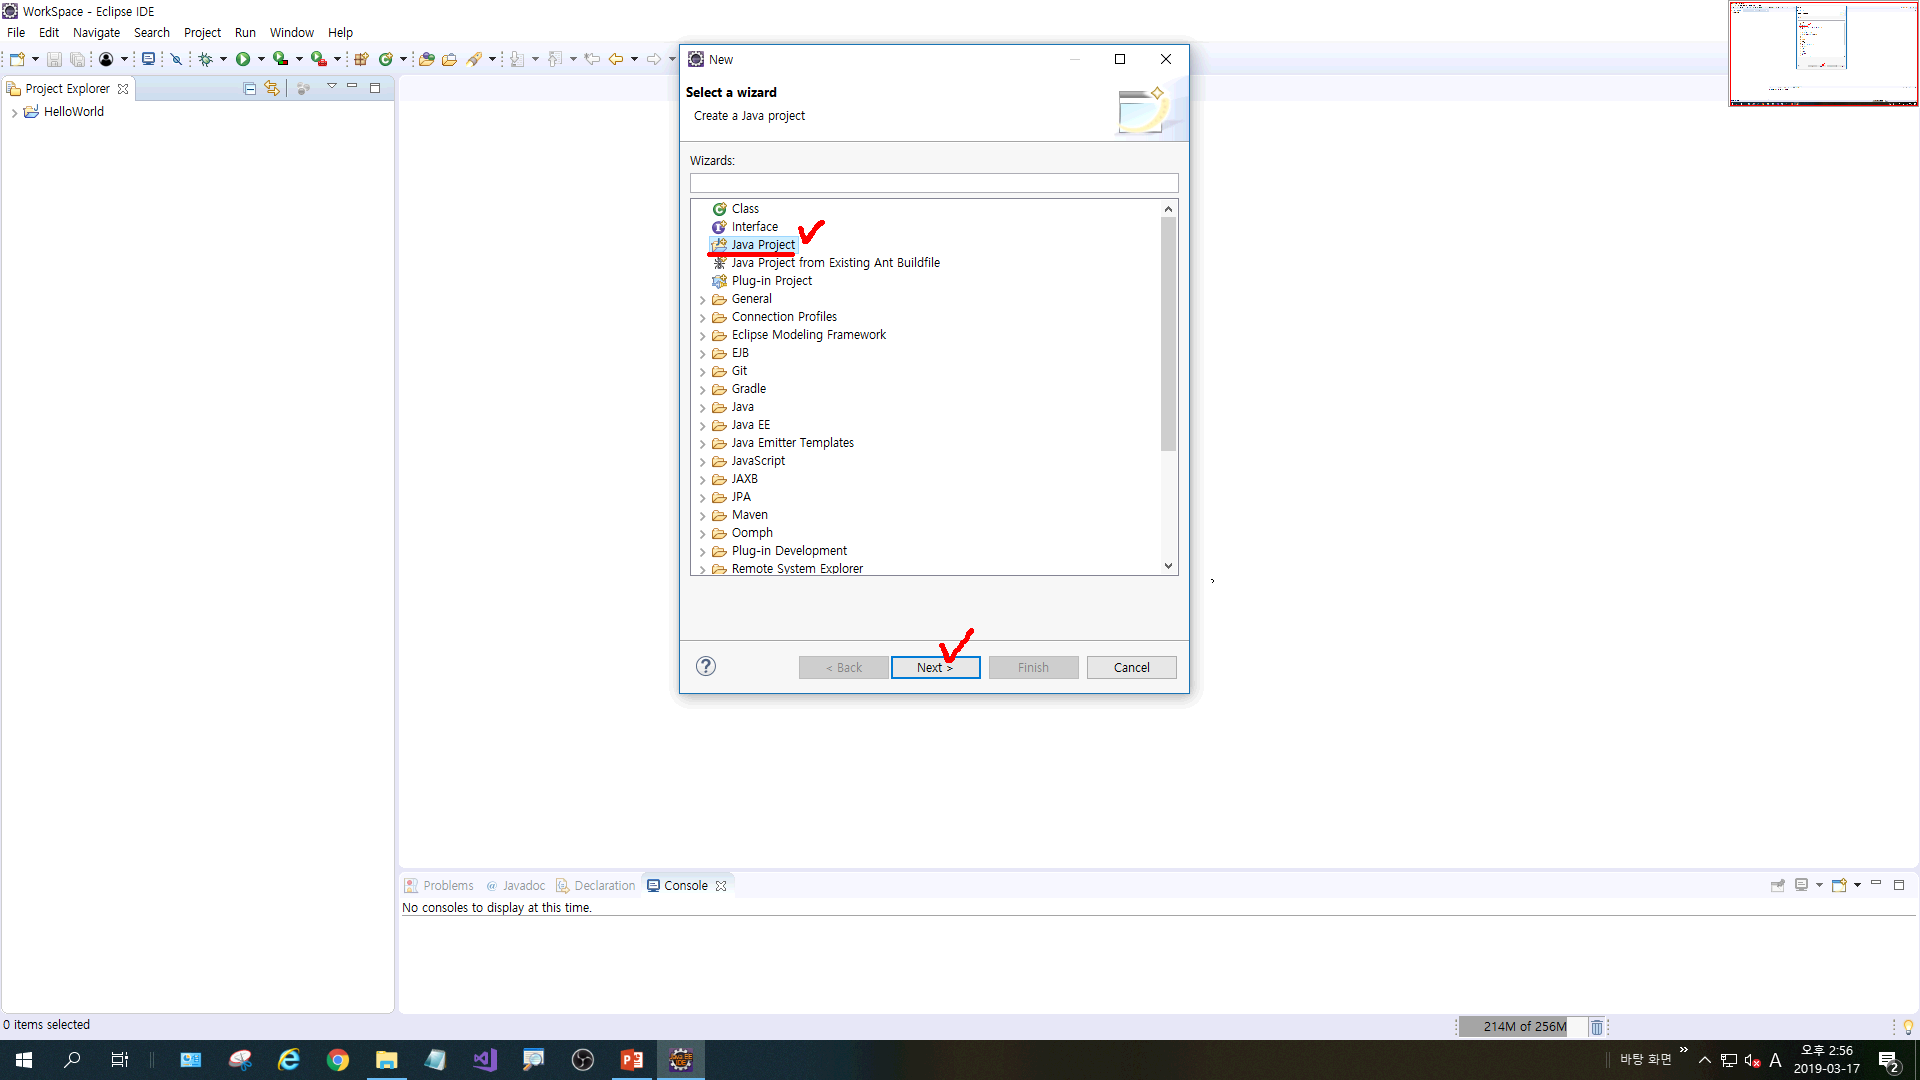 WorkSpace - Eclipse IDE
File Edit Navigate Search Project Run Window Help
Project Explorer
HelloWorld
New
Select a wizard
Create a Java project
Wizards:
Class
Interface
Java Project
Java Project from Existing Ant Buildfile
Plug-in Project
General
Connection Profiles
Eclipse Modeling Framework
EJB
Git
Gradle
Java
Java EE
Java Emitter Templates
JavaScript
JAXB
JPA
Maven
Oomph
Plug-in Development
Remote System Explorer
< Back Next > Finish Cancel
Problems @ Javadoc Declaration Console
No consoles to display at this time.
0 items selected
214M of 256M
바탕 화면
A
오후 2:56
2019-03-17
2